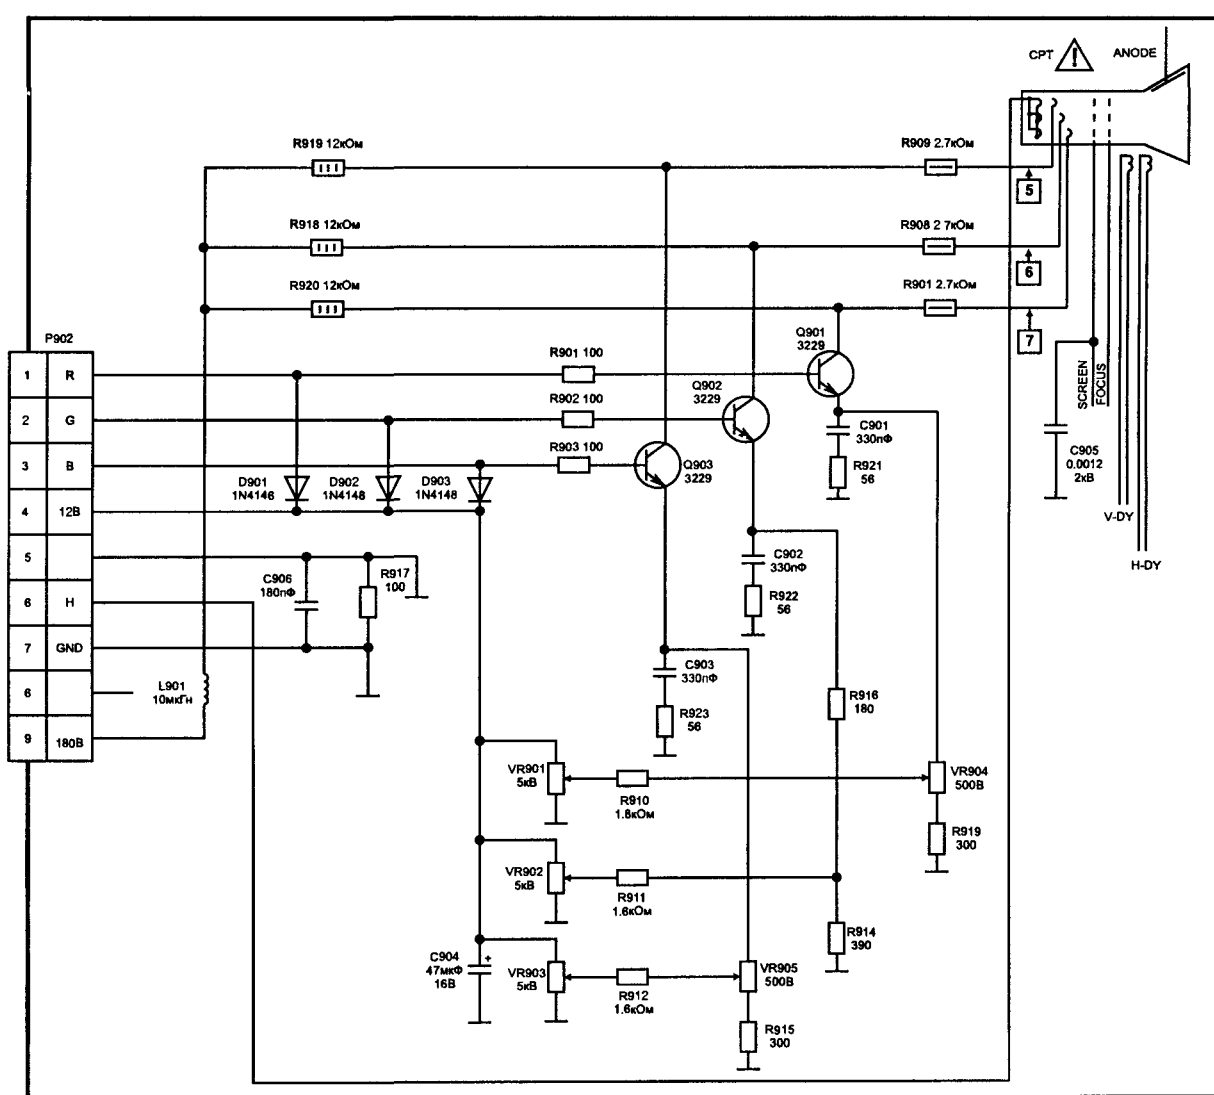 СРТ
!
ANODE
R919 12кОм
R909 2.7кОм
5
R918 12кОм
R908 2 7кОм
6
R920 12кОм
R901 2.7кОм
7
P902
1 R
2 G
3 B
4 12В
5
6 H
7 GND
6
9 180В
R901 100
Q901
3229
R902 100
Q902
3229
R903 100
Q903
3229
C901
330пФ
R921
56
SCREEN
FOCUS
C905
0.0012
2кВ
V-DY
H-DY
D901
1N4146
D902
1N4148
D903
1N4148
C906
180пФ
R917
100
C902
330пФ
R922
56
L901
10мкГн
C903
330пФ
R923
56
R916
180
VR901
5кВ
R910
1.8кОм
VR904
500В
R919
300
VR902
5кВ
R911
1.6кОм
R914
390
C904
47мкФ
16В
+
VR903
5кВ
R912
1.6кОм
VR905
500В
R915
300